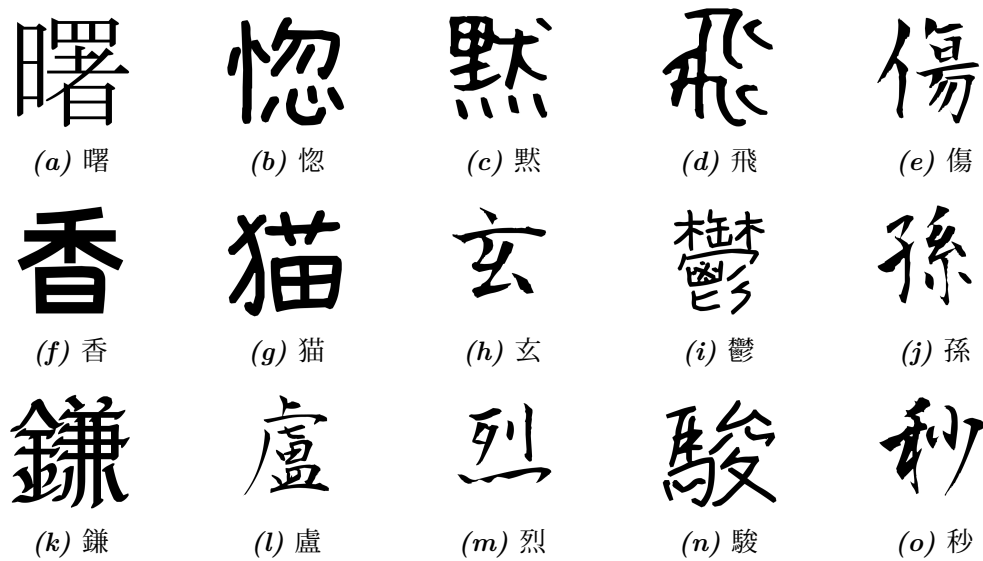 曙 惚 黙 飛 傷
(a) 曙 (b) 惚 (c) 黙 (d) 飛 (e) 傷
香 猫 玄 鬱 孫
(f) 香 (g) 猫 (h) 玄 (i) 鬱 (j) 孫
鎌 盧 烈 駿 秒
(k) 鎌 (l) 盧 (m) 烈 (n) 駿 (o) 秒